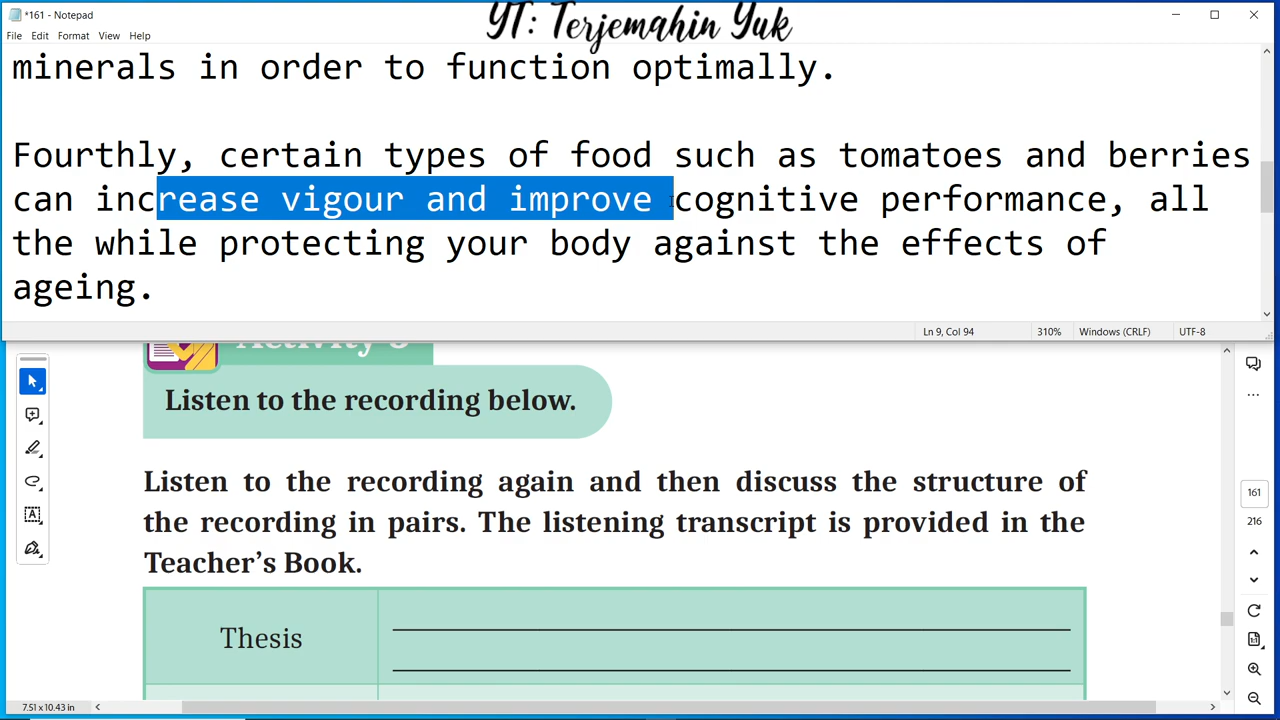 *161 - Notepad
YT: Terjemahin Yuk
File Edit Format View Help
minerals in order to function optimally.
Fourthly, certain types of food such as tomatoes and berries
can increase vigour and improve cognitive performance, all
the while protecting your body against the effects of
ageing.
Ln 9, Col 94 310% Windows (CRLF) UTF-8
Listen to the recording below.
Listen to the recording again and then discuss the structure of
the recording in pairs. The listening transcript is provided in the
Teacher's Book.
Thesis
161
216
7.51 x 10.43 in